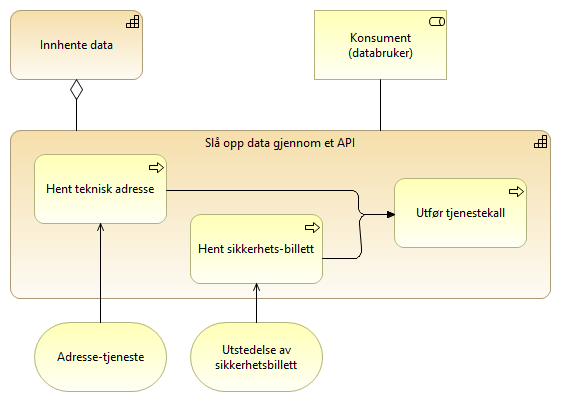 Innhente data
Konsument
(databruker)
Slå opp data gjennom et API
Hent teknisk adresse
Utfør tjenestekall
Hent sikkerhets-billett
Adresse-tjeneste
Utstedelse av
sikkerhetsbillett